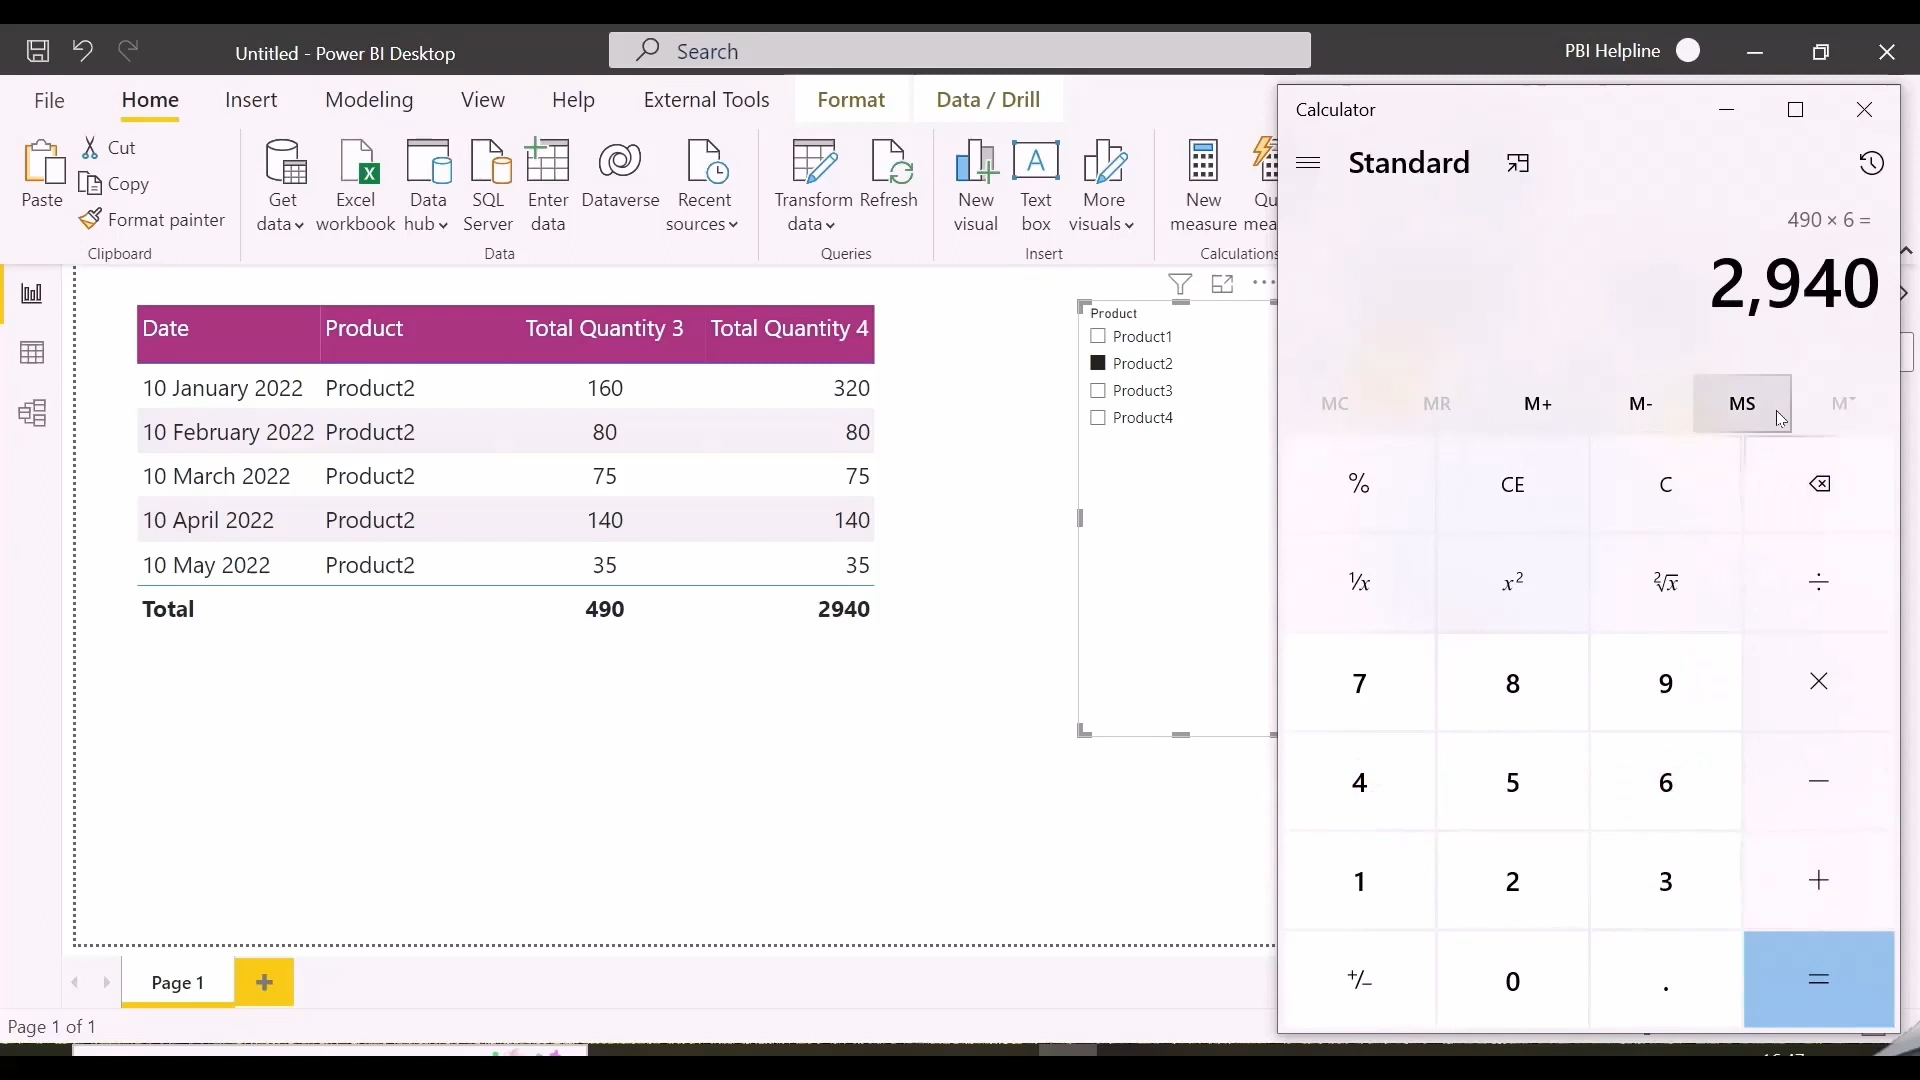 Untitled - Power BI Desktop
Search
PBI Helpline
File Home Insert Modeling View Help External Tools Format Data / Drill
Paste
Cut
Copy
Format painter
Clipboard
Get data
Excel workbook
Data hub
SQL Server
Enter data
Dataverse
Recent sources
Data
Transform data
Refresh
Queries
New visual
Text box
More visuals
Insert
New measure
Qu
mea
Calculations
Date Product Total Quantity 3 Total Quantity 4
10 January 2022 Product2 160 320
10 February 2022 Product2 80 80
10 March 2022 Product2 75 75
10 April 2022 Product2 140 140
10 May 2022 Product2 35 35
Total 490 2940
Product
Product1
Product2
Product3
Product4
Calculator
Standard
490 × 6 =
2,940
MC MR M+ M- MS M˅
% CE C
⅟x x² ²√x ÷
7 8 9 ×
4 5 6 −
1 2 3 +
+/− 0 . =
Page 1
Page 1 of 1